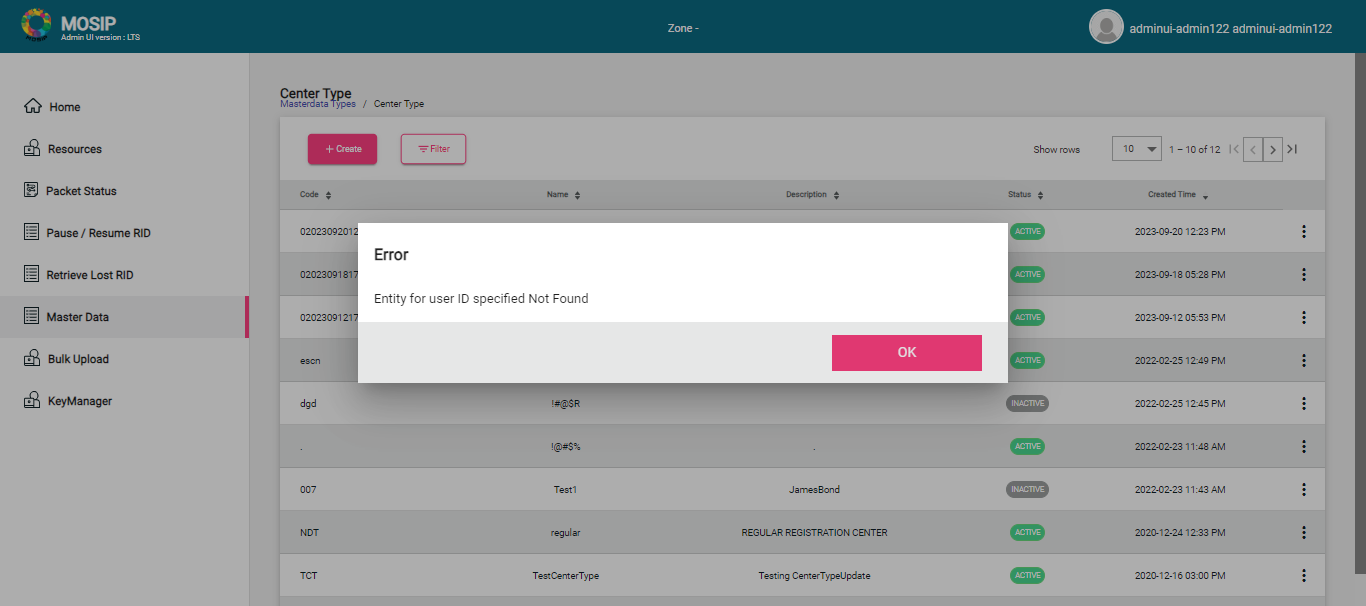 MOSIP
Admin UI version : LTS
Zone -
adminui-admin122 adminui-admin122
Home
Resources
Packet Status
Pause / Resume RID
Retrieve Lost RID
Master Data
Bulk Upload
KeyManager
Center Type
Masterdata Types / Center Type
+ Create
Filter
Show rows
10
1 – 10 of 12
Code
Name
Description
Status
Created Time
02023092012 ACTIVE 2023-09-20 12:23 PM
02023091817 ACTIVE 2023-09-18 05:28 PM
02023091217 ACTIVE 2023-09-12 05:53 PM
escn ACTIVE 2022-02-25 12:49 PM
dgd !#@$R INACTIVE 2022-02-25 12:45 PM
. !@#$% . ACTIVE 2022-02-23 11:48 AM
007 Test1 JamesBond INACTIVE 2022-02-23 11:43 AM
NDT regular REGULAR REGISTRATION CENTER ACTIVE 2020-12-24 12:33 PM
TCT TestCenterType Testing CenterTypeUpdate ACTIVE 2020-12-16 03:00 PM
Error
Entity for user ID specified Not Found
OK